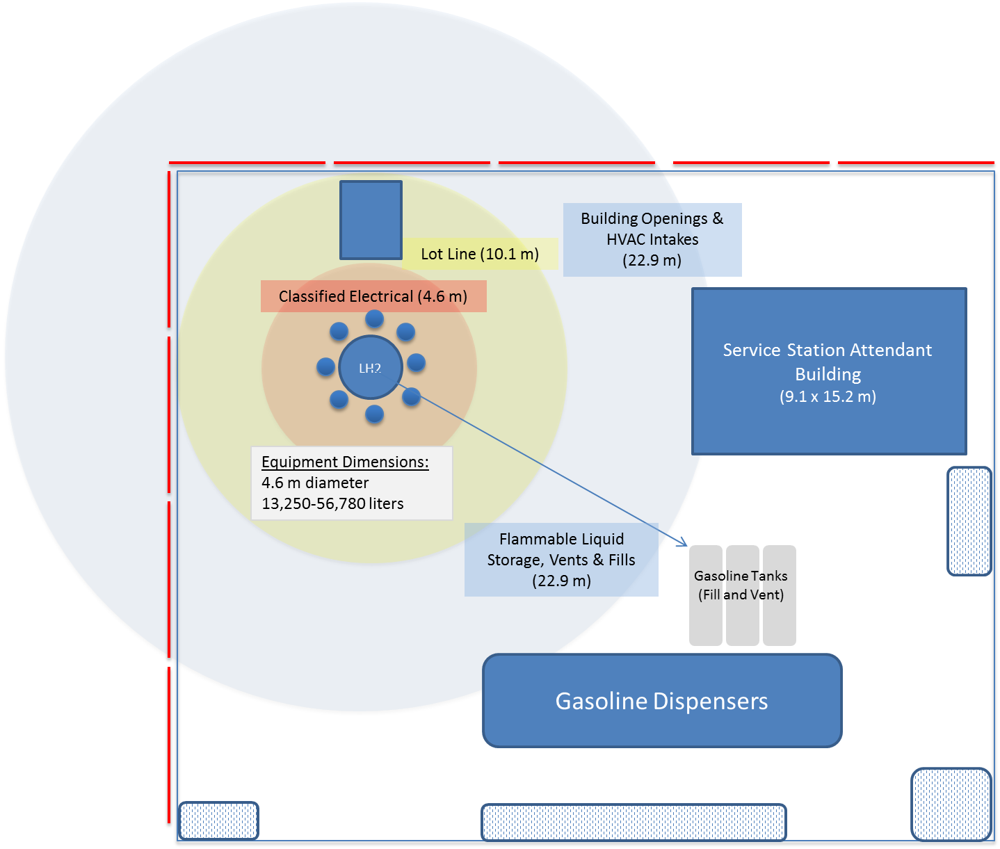 Building Openings &
HVAC Intakes
(22.9 m)
Lot Line (10.1 m)
Classified Electrical (4.6 m)
LH2
Service Station Attendant
Building
(9.1 x 15.2 m)
Equipment Dimensions:
4.6 m diameter
13,250-56,780 liters
Flammable Liquid
Storage, Vents & Fills
(22.9 m)
Gasoline Tanks
(Fill and Vent)
Gasoline Dispensers